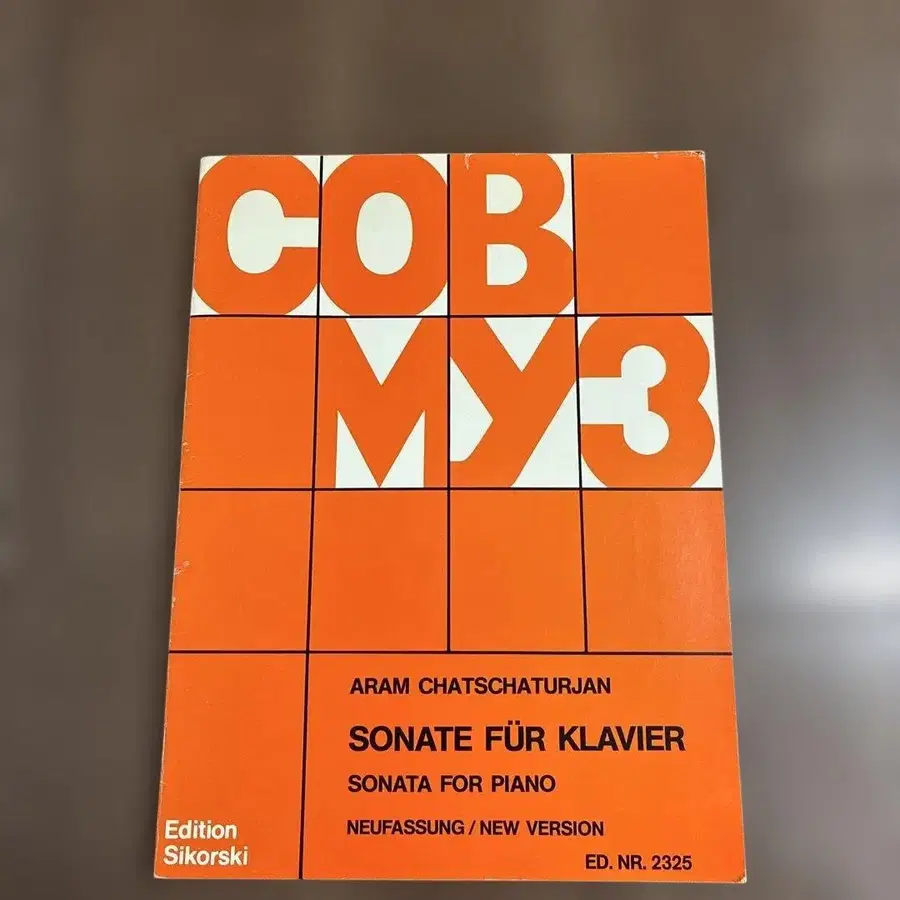 СОВ
МУЗ
ARAM CHATSCHATURJAN
SONATE FÜR KLAVIER
SONATA FOR PIANO
NEUFASSUNG / NEW VERSION
Edition
Sikorski
ED. NR. 2325